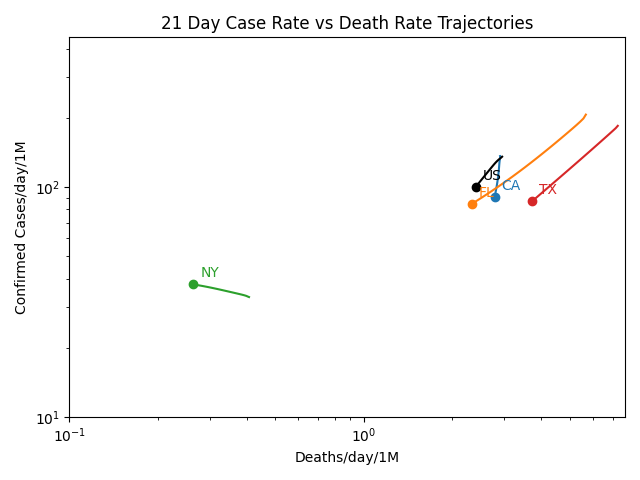 21 Day Case Rate vs Death Rate Trajectories
Confirmed Cases/day/1M
10²
10¹
US
CA
FL
TX
NY
10⁻¹
10⁰
Deaths/day/1M